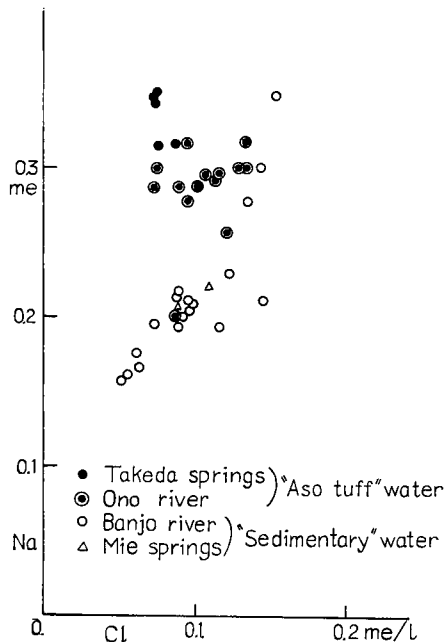 0.3
me
0.2
0.1
● Takeda springs
◉ Ono river
) "Aso tuff" water
○ Banjo river
△ Mie springs
) "Sedimentary" water
Na
0.
Cl
0.1
0.2 me/l